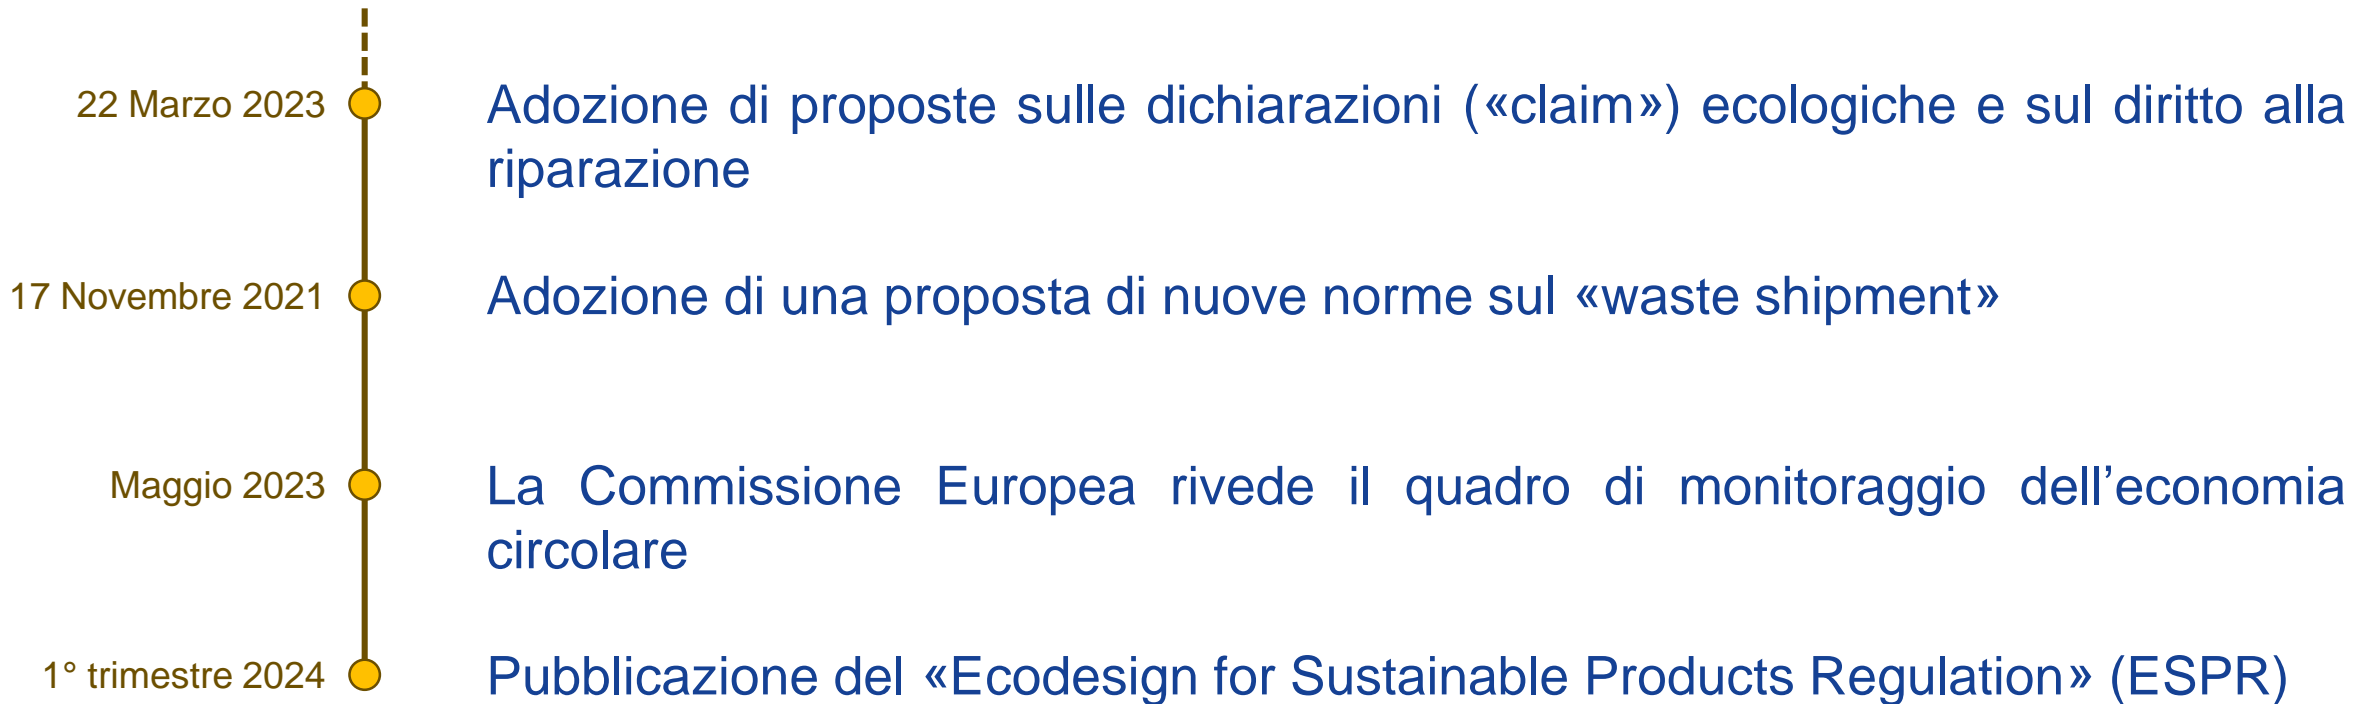 22 Marzo 2023
Adozione di proposte sulle dichiarazioni («claim») ecologiche e sul diritto alla
riparazione
17 Novembre 2021
Adozione di una proposta di nuove norme sul «waste shipment»
Maggio 2023
La Commissione Europea rivede il quadro di monitoraggio dell’economia
circolare
1° trimestre 2024
Pubblicazione del «Ecodesign for Sustainable Products Regulation» (ESPR)